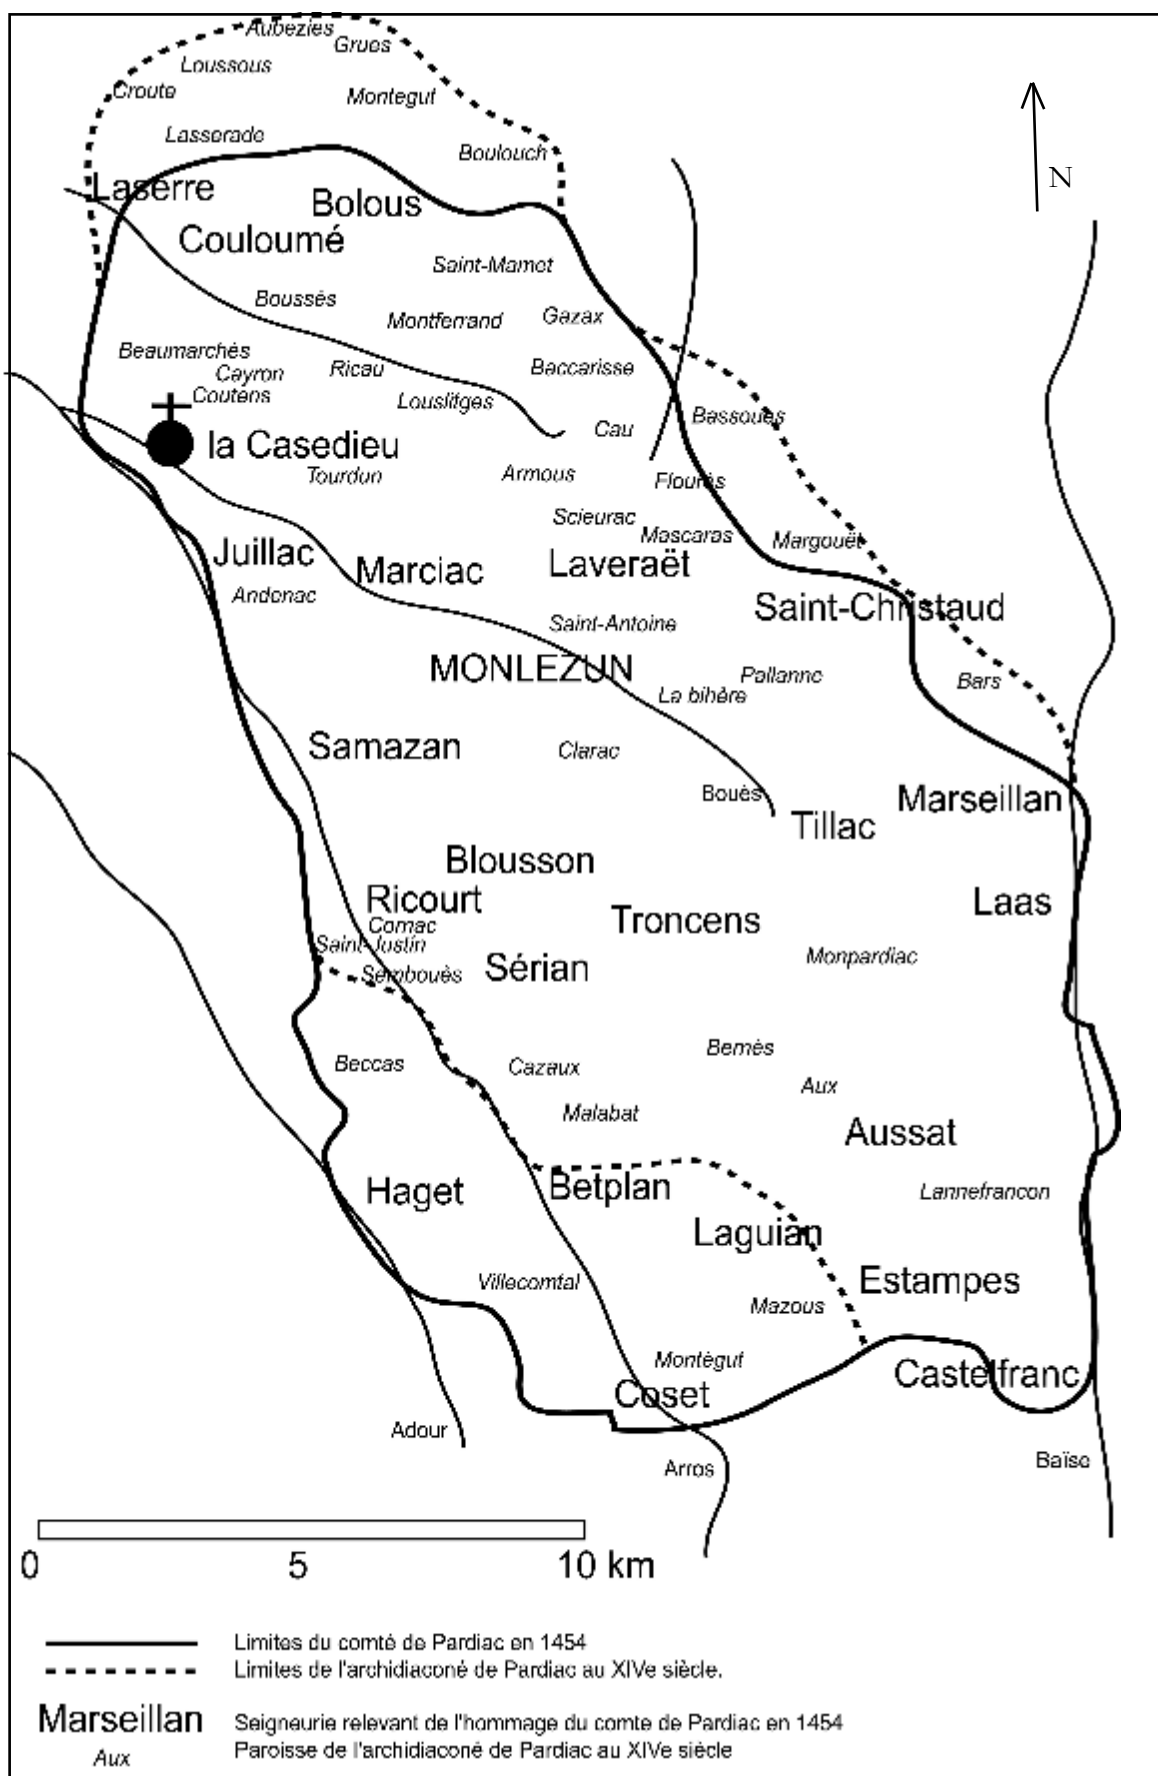 Aubezies
Grues
Loussous
Croute
Montegut
Lasserade
Boulouch
N
Laserre
Bolous
Couloumé
Saint-Mamet
Boussès
Gazax
Montferrand
Beaumarchès
Ricau
Baccarisse
Cayron
Coutens
Louslitges
Bassoues
Cau
la Casedieu
Tourdun
Armous
Flourès
Scieurac
Mascaras
Margouët
Juillac
Marciac
Laveraët
Andenac
Saint-Christaud
Saint-Antoine
MONLEZUN
Pallanne
Bars
La bihère
Samazan
Clarac
Bouès
Marseillan
Tillac
Blousson
Ricourt
Laas
Comac
Troncens
Saint-Justin
Sembouès
Sérian
Monpardiac
Beccas
Cazaux
Bemès
Aux
Malabat
Aussat
Haget
Betplan
Lannefrancon
Laguian
Villecomtal
Estampes
Mazous
Montégut
Coset
Castelfranc
Adour
Arros
Baïse
0 5 10 km
Limites du comté de Pardiac en 1454
Limites de l'archidiaconé de Pardiac au XIVe siècle.
Marseillan Seigneurie relevant de l'hommage du comte de Pardiac en 1454
Aux Paroisse de l'archidiaconé de Pardiac au XIVe siècle